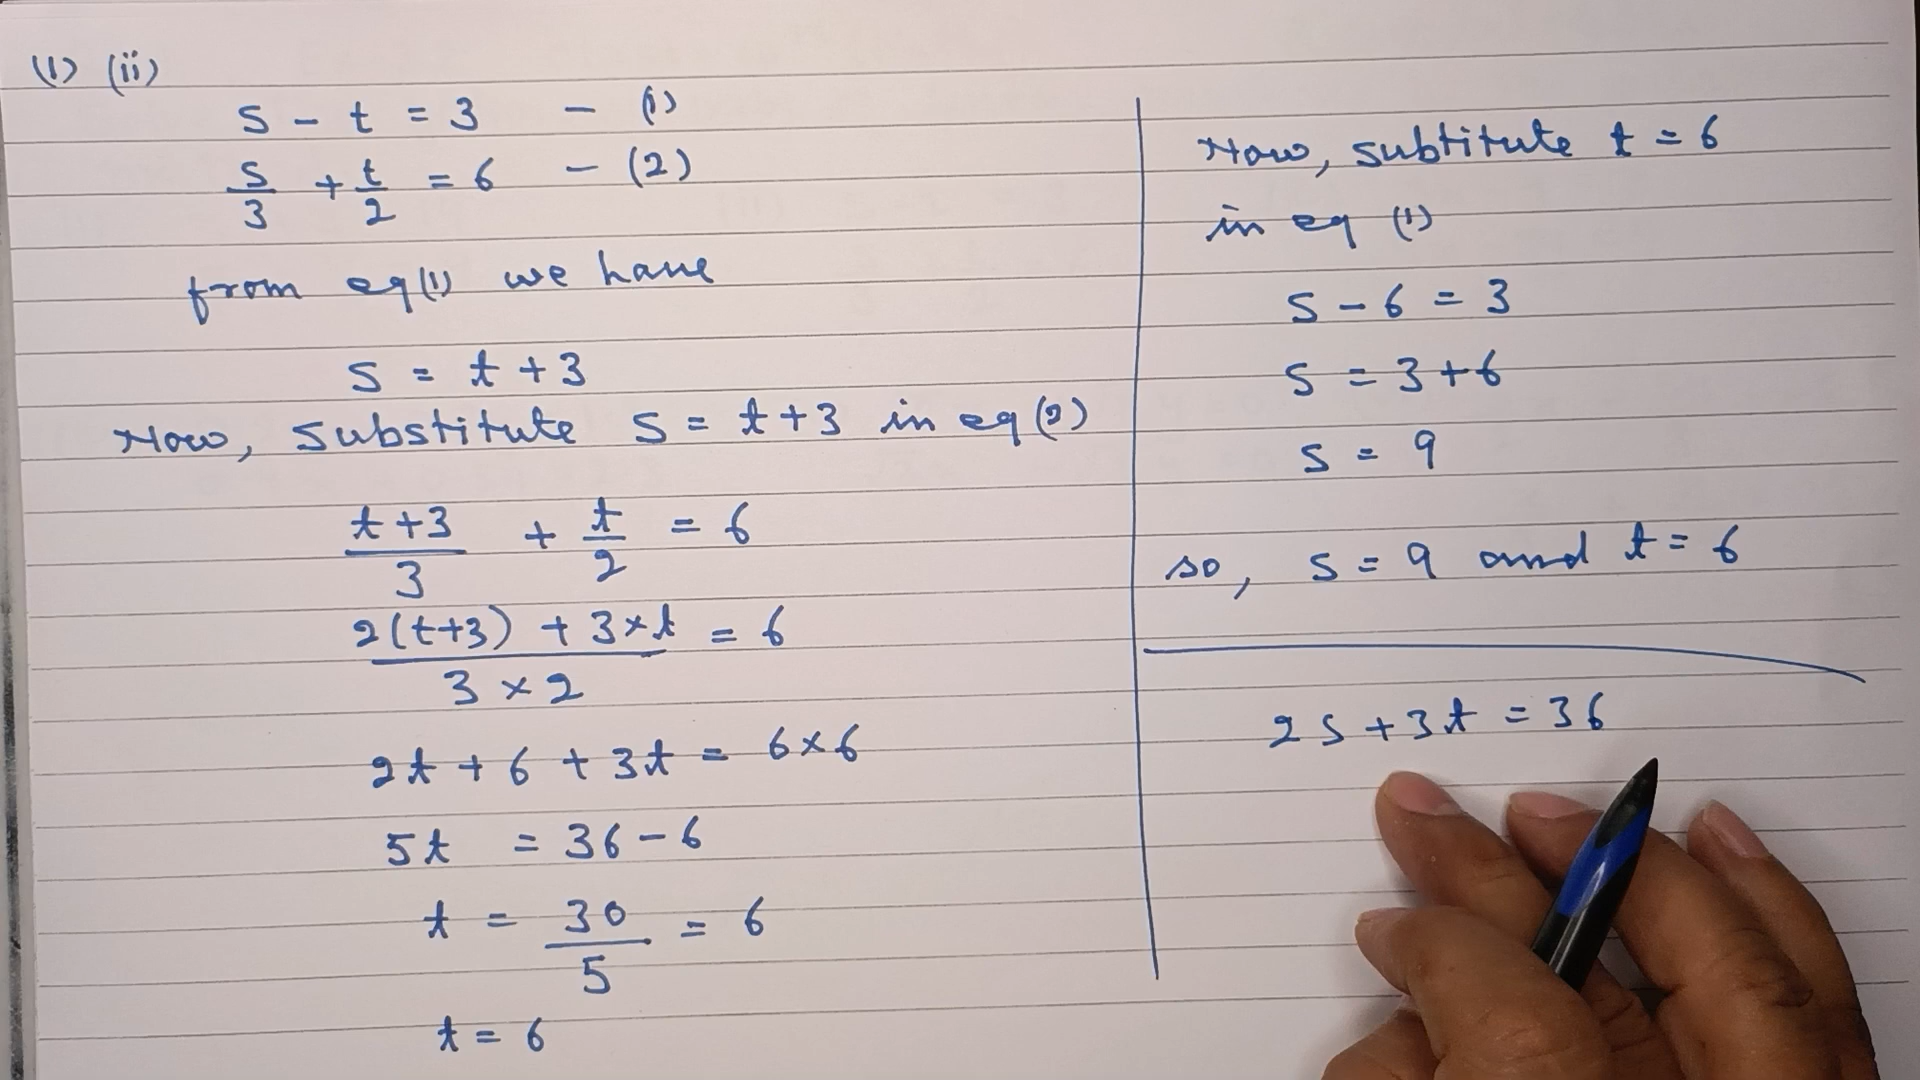 (1) (ii)
s - t = 3 - (1)
s/3 + t/2 = 6 - (2)
from eq(1) we have
s = t + 3
Now, substitute s = t + 3 in eq (2)
t + 3/3 + t/2 = 6
2(t+3) + 3×t/3 × 2 = 6
2t + 6 + 3t = 6×6
5t = 36 - 6
t = 30/5 = 6
t = 6
Now, subtitute t = 6
in eq (1)
s - 6 = 3
s = 3 + 6
s = 9
so, s = 9 and t = 6
2s + 3t = 36